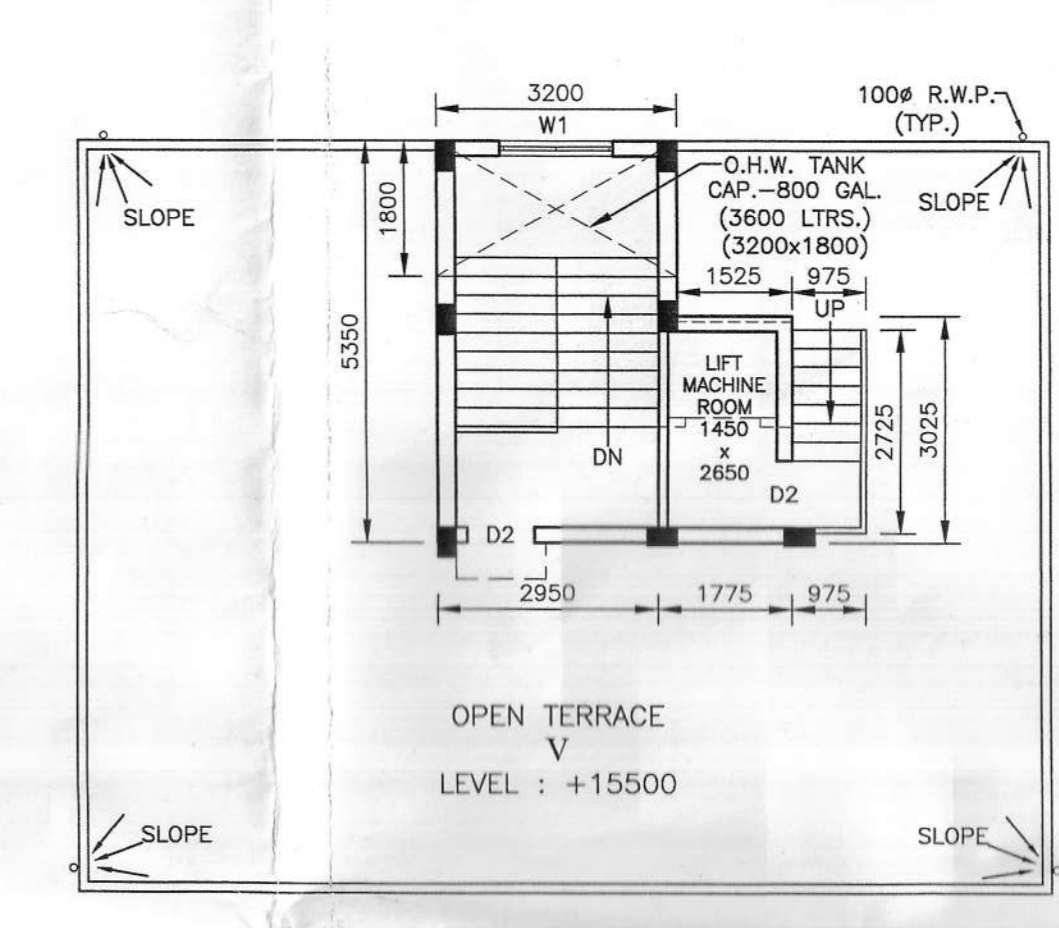 3200
W1
100ø R.W.P.
(TYP.)
SLOPE
1800
O.H.W. TANK
CAP.-800 GAL.
(3600 LTRS.)
(3200x1800)
SLOPE
1525
975
UP
5350
LIFT
MACHINE
ROOM
1450
x
2650
2725
3025
DN
D2
D2
2950
1775
975
OPEN TERRACE
V
LEVEL : +15500
SLOPE
SLOPE